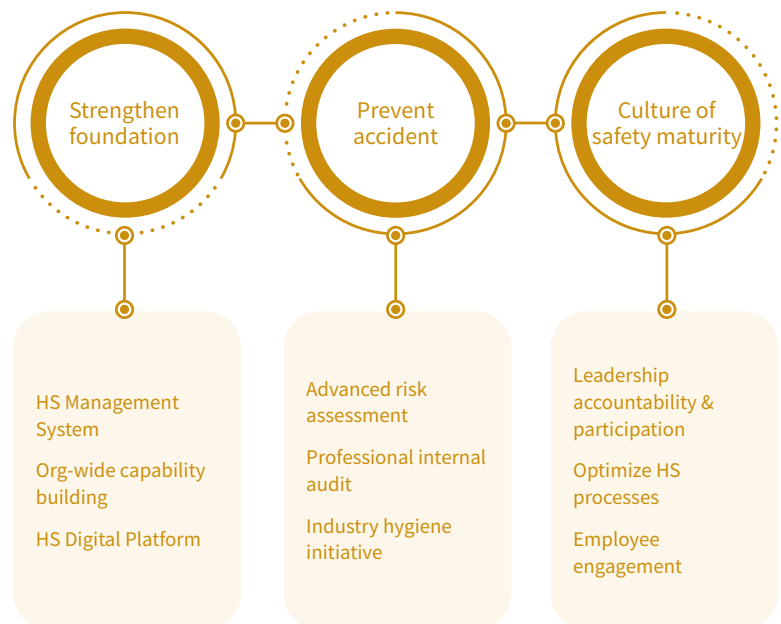 Strengthen
foundation
Prevent
accident
Culture of
safety maturity
HS Management
System
Org-wide capability
building
HS Digital Platform
Advanced risk
assessment
Professional internal
audit
Industry hygiene
initiative
Leadership
accountability &
participation
Optimize HS
processes
Employee
engagement